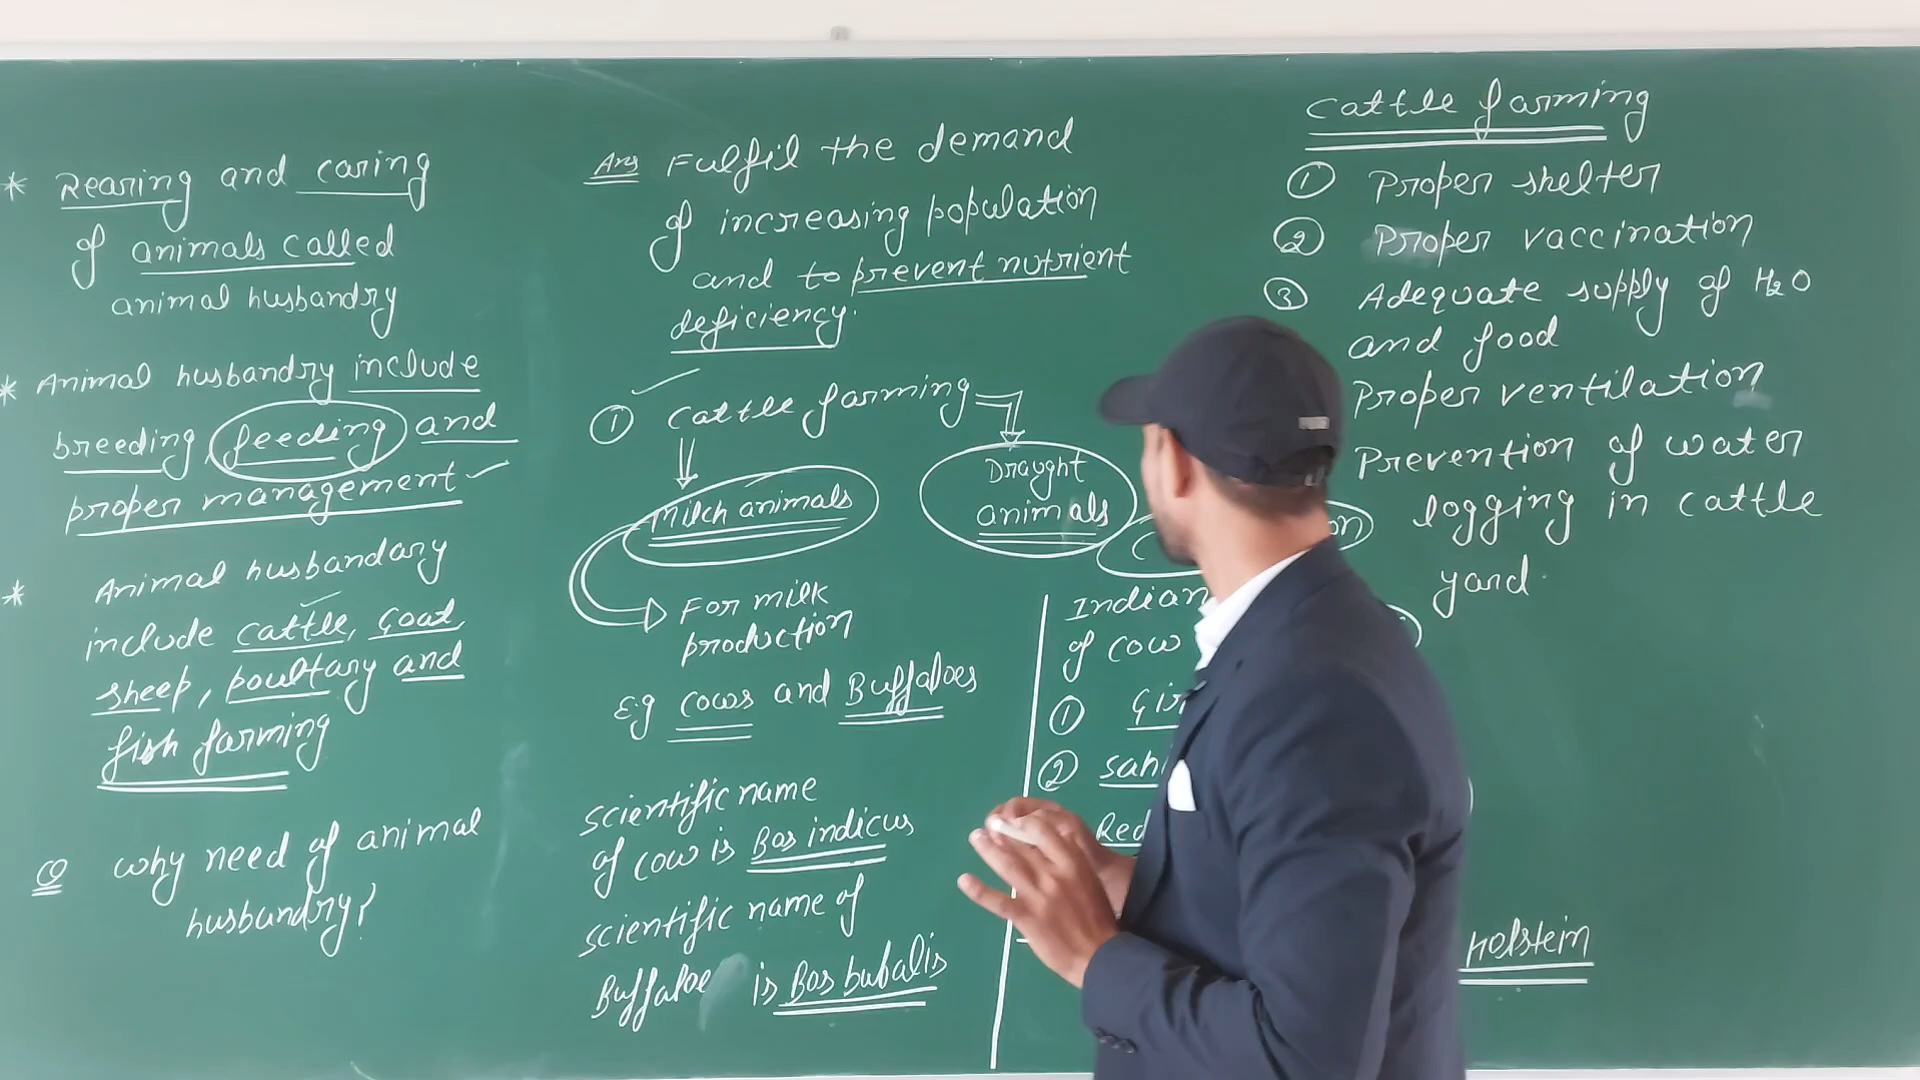 * Rearing and caring
of animals called
animal husbandry
* Animal husbandry include
breeding, feeding and
proper management
* Animal husbandary
include cattle, Goat,
sheep, poultary and
fish farming
Q why need of animal
husbandry?
Ans Fulfil the demand
of increasing population
and to prevent nutrient
deficiency.
① Cattle farming
Milch animals
Draught
animals
For milk
production
E.g cows and Buffaloes
scientific name
of cow is Bos indicus
scientific name of
Buffaloe is Bos bubalis
Indian
of cow
①
②
Red
Holstein
Cattle farming
① Proper shelter
② Proper vaccination
③ Adequate supply of H2O
and food
Proper ventilation
Prevention of water
logging in cattle
yard.